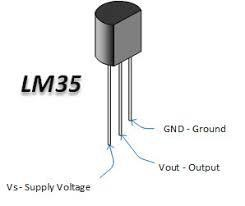 LM35
GND - Ground
Vout - Output
Vs - Supply Voltage